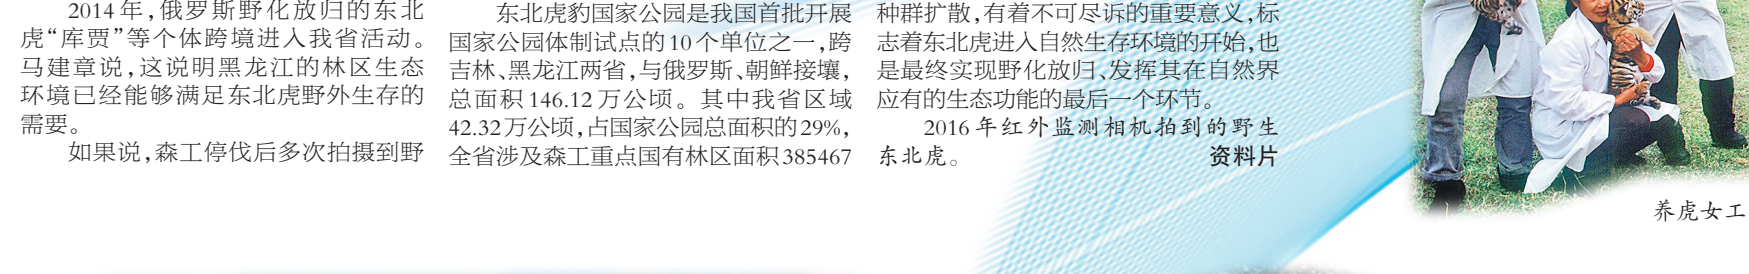 2014年，俄罗斯野化放归的东北
虎“库贾”等个体跨境进入我省活动。
马建章说，这说明黑龙江的林区生态
环境已经能够满足东北虎野外生存的
需要。
如果说，森工停伐后多次拍摄到野
东北虎豹国家公园是我国首批开展
国家公园体制试点的10个单位之一，跨
吉林、黑龙江两省，与俄罗斯、朝鲜接壤，
总面积146.12万公顷。其中我省区域
42.32万公顷，占国家公园总面积的29%，
全省涉及森工重点国有林区面积385467
种群扩散，有着不可尽诉的重要意义，标
志着东北虎进入自然生存环境的开始，也
是最终实现野化放归、发挥其在自然界
应有的生态功能的最后一个环节。
2016年红外监测相机拍到的野生
东北虎。 资料片
养虎女工